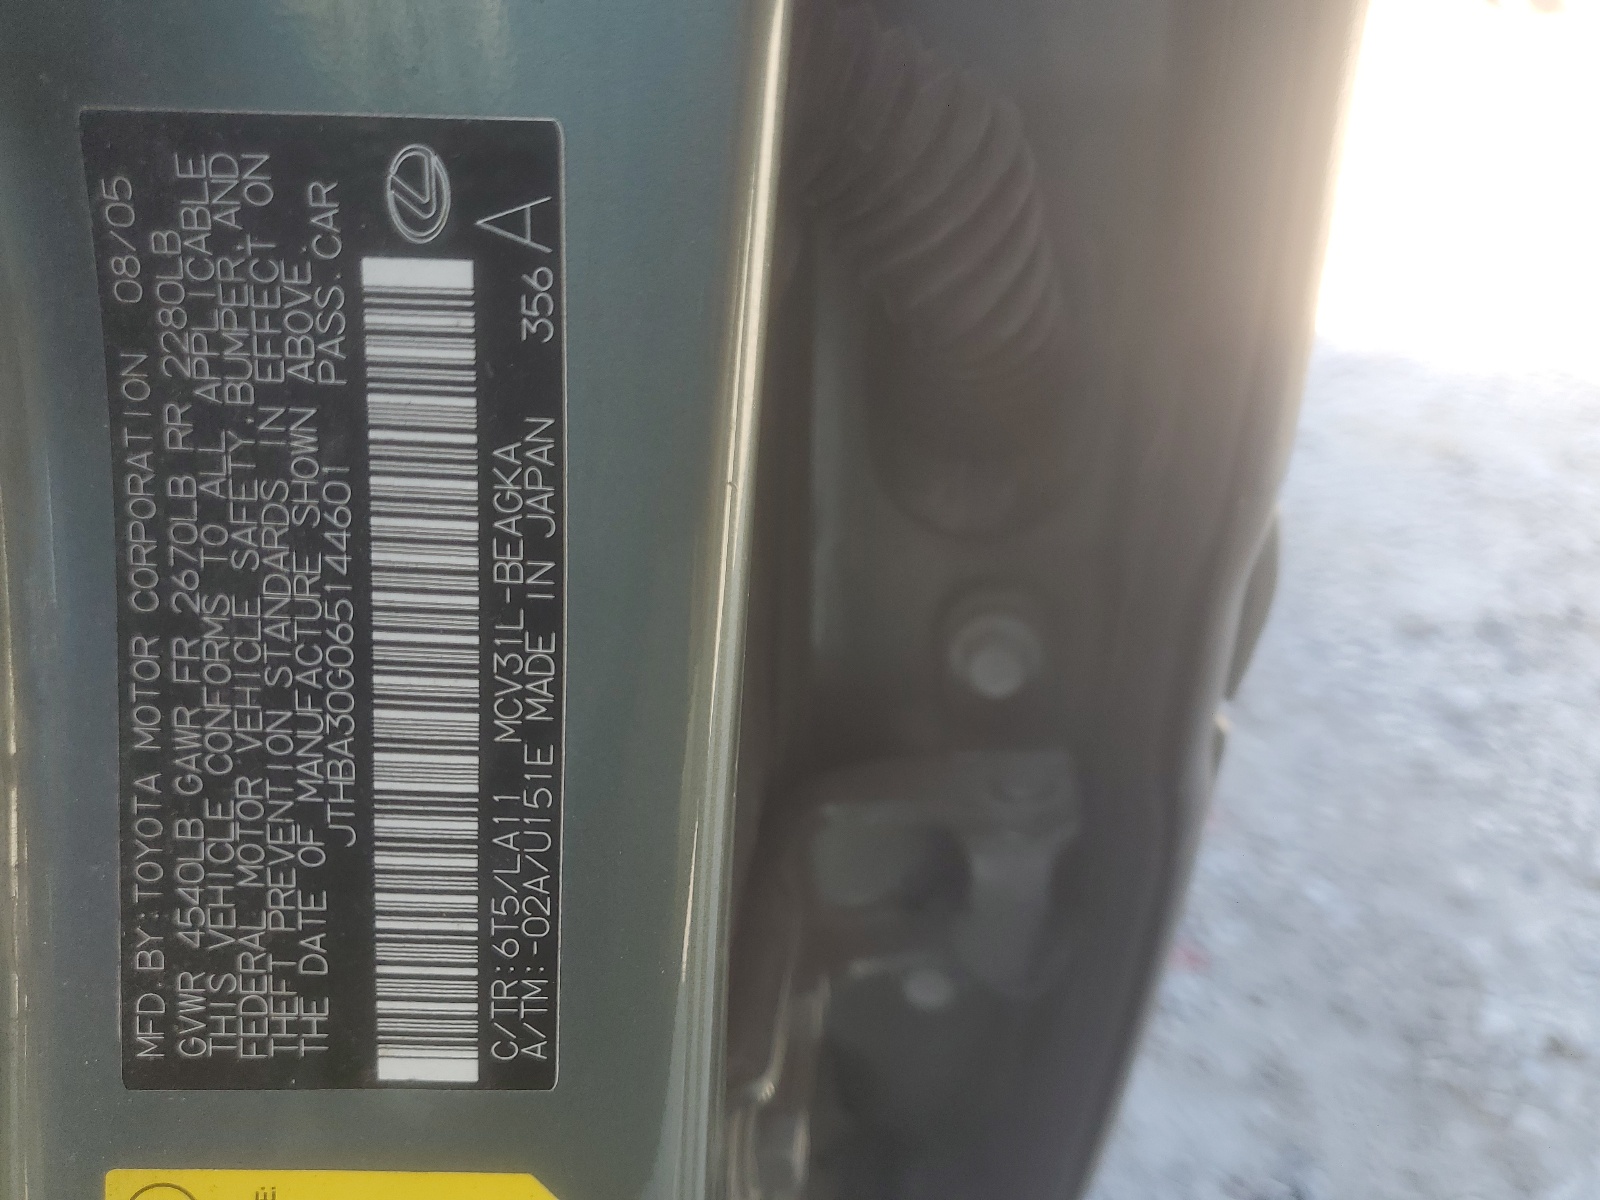 MFD.BY:TOYOTA MOTOR CORPORATION 08/05
GVWR 4540LB GAWR FR 2670LB RR 2280LB
THIS VEHICLE CONFORMS TO ALL APPLICABLE
FEDERAL MOTOR VEHICLE SAFETY,BUMPER,AND
THEFT PREVENTION STANDARDS IN EFFECT ON
THE DATE OF MANUFACTURE SHOWN ABOVE.
JTHBA30G065144601 PASS.CAR
C/TR:6T5/LA11 MCV31L-BEAGKA
A/TM:-02A/U151E MADE IN JAPAN 356 A